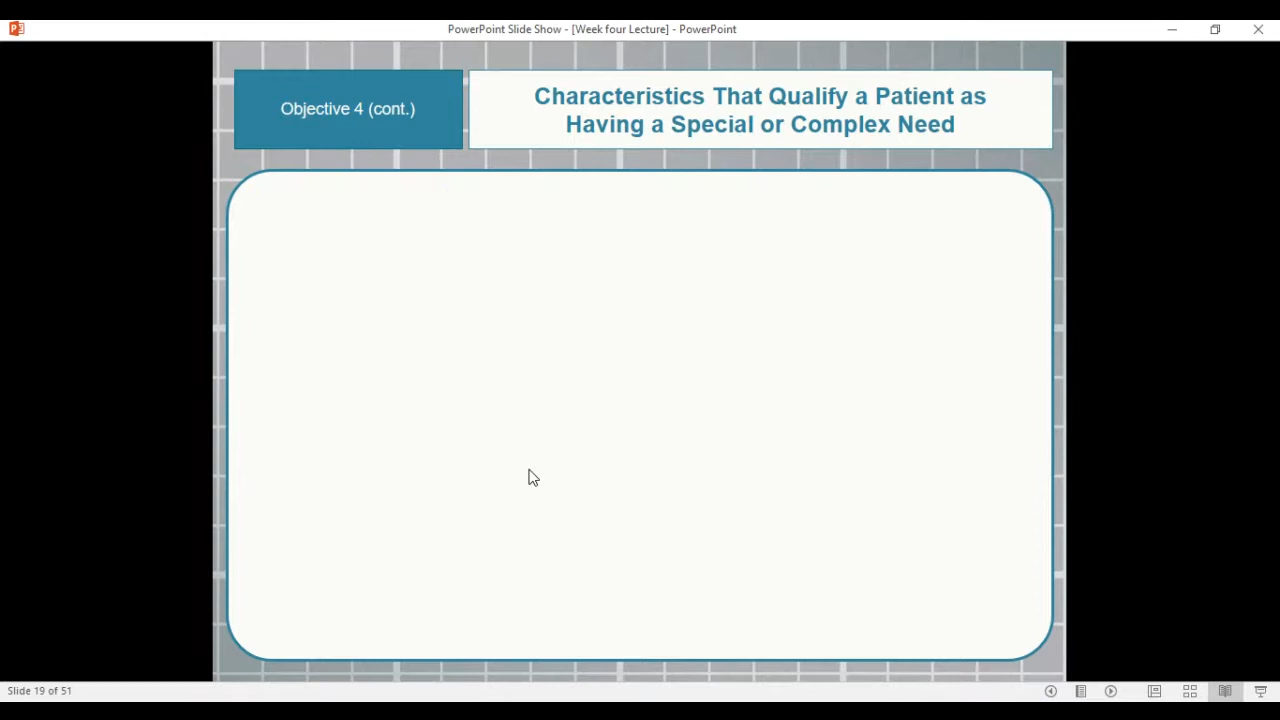 PowerPoint Slide Show - [Week four Lecture] - PowerPoint
Objective 4 (cont.)
Characteristics That Qualify a Patient as
Having a Special or Complex Need
Slide 19 of 51